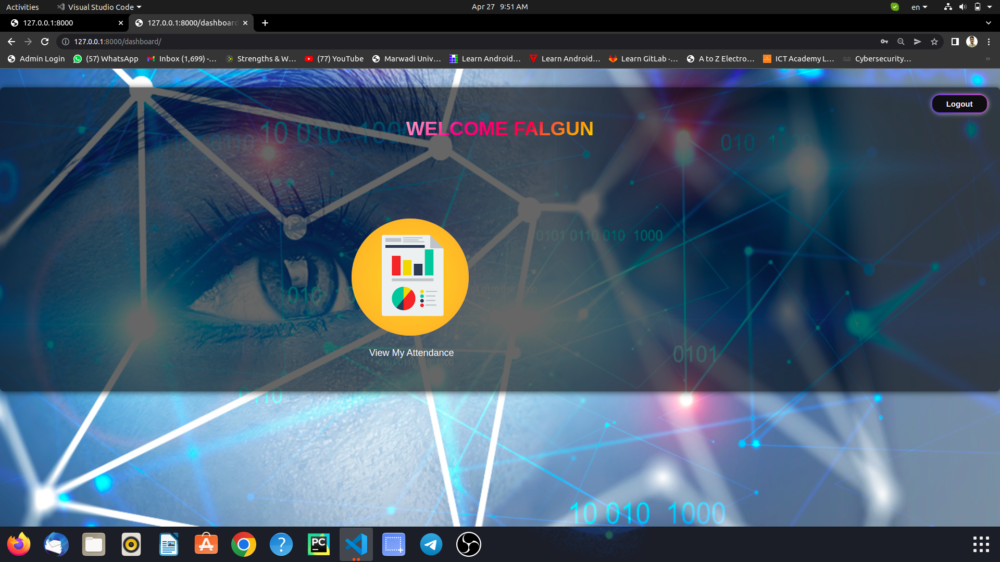 Activities
Visual Studio Code
Apr 27 9:51 AM
en
127.0.0.1:8000
127.0.0.1:8000/dashboard
127.0.0.1:8000/dashboard/
Admin Login
(57) WhatsApp
Inbox (1,699) -...
Strengths & W...
(77) YouTube
Marwadi Univ...
Learn Android...
Learn Android...
Learn GitLab -...
A to Z Electro...
ICT Academy L...
Cybersecurity...
Logout
WELCOME FALGUN
10 010 1000
010 1000
0101 0110 010 1000
010
0101
View My Attendance
0110
10 010 1000
PC